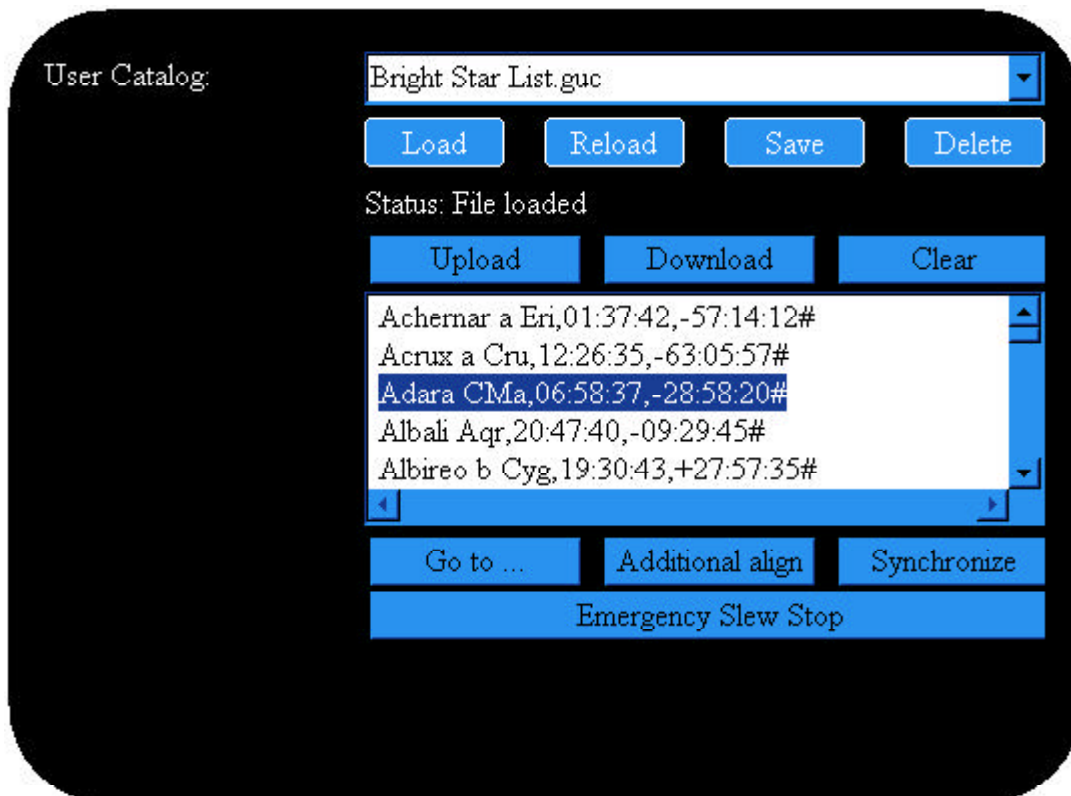 User Catalog: Bright Star List.guc
Load Reload Save Delete
Status: File loaded
Upload Download Clear
Achernar a Eri,01:37:42,-57:14:12#
Acrux a Cru,12:26:35,-63:05:57#
Adara CMa,06:58:37,-28:58:20#
Albali Aqr,20:47:40,-09:29:45#
Albireo b Cyg,19:30:43,+27:57:35#
Go to ... Additional align Synchronize
Emergency Slew Stop